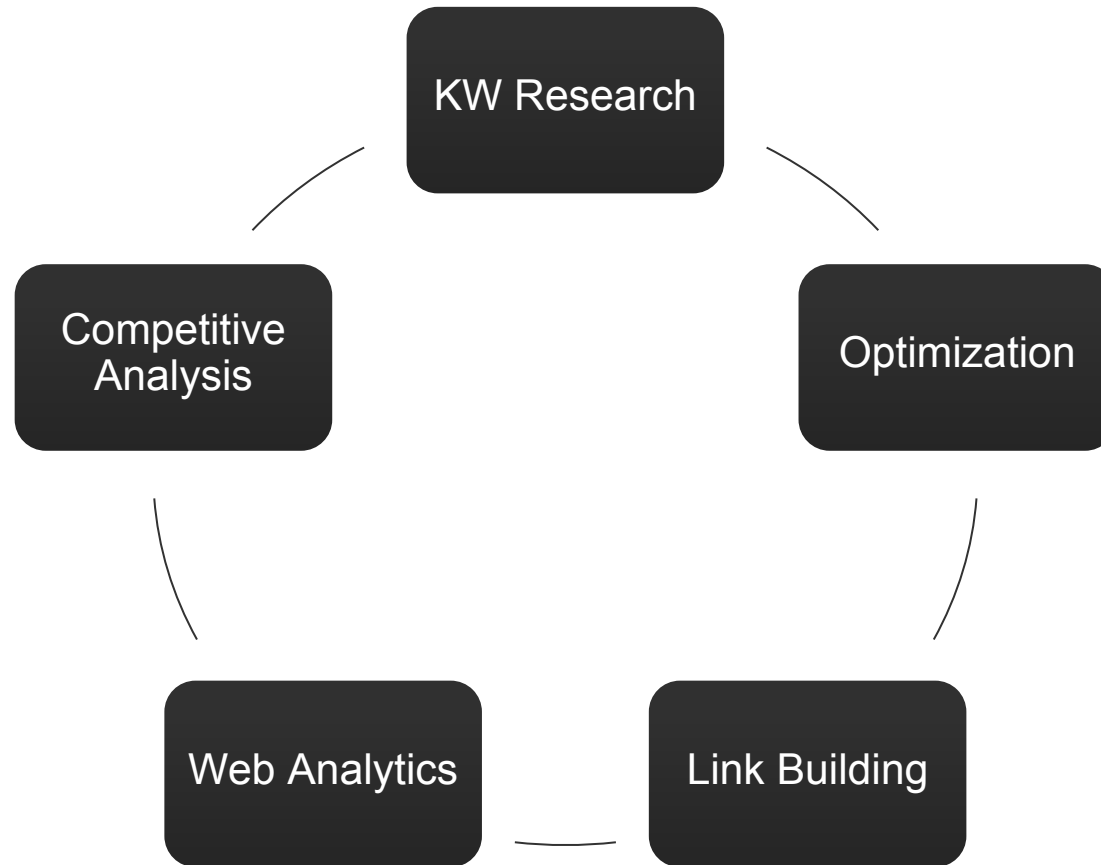 KW Research
Optimization
Link Building
Web Analytics
Competitive
Analysis